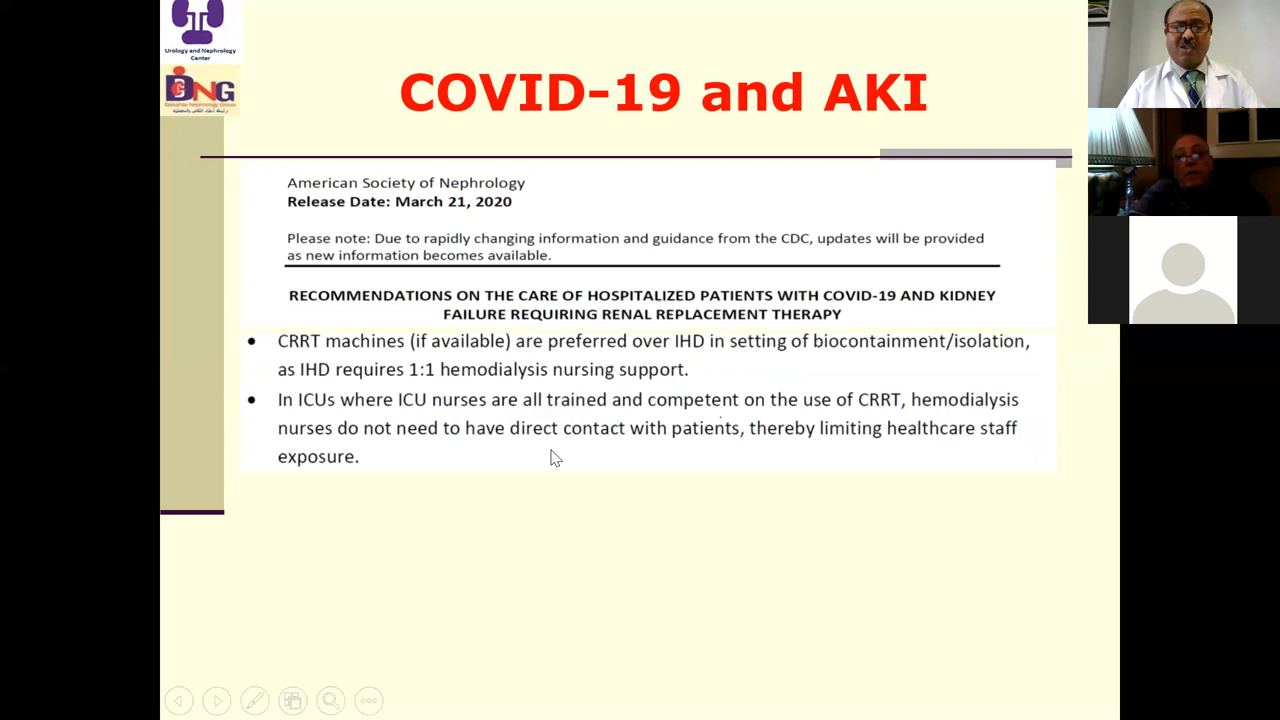 Urology and Nephrology
Center
DNG
Dakahlia Nephrology Group
COVID-19 and AKI
American Society of Nephrology
Release Date: March 21, 2020
Please note: Due to rapidly changing information and guidance from the CDC, updates will be provided
as new information becomes available.
RECOMMENDATIONS ON THE CARE OF HOSPITALIZED PATIENTS WITH COVID-19 AND KIDNEY
FAILURE REQUIRING RENAL REPLACEMENT THERAPY
• CRRT machines (if available) are preferred over IHD in setting of biocontainment/isolation,
as IHD requires 1:1 hemodialysis nursing support.
• In ICUs where ICU nurses are all trained and competent on the use of CRRT, hemodialysis
nurses do not need to have direct contact with patients, thereby limiting healthcare staff
exposure.